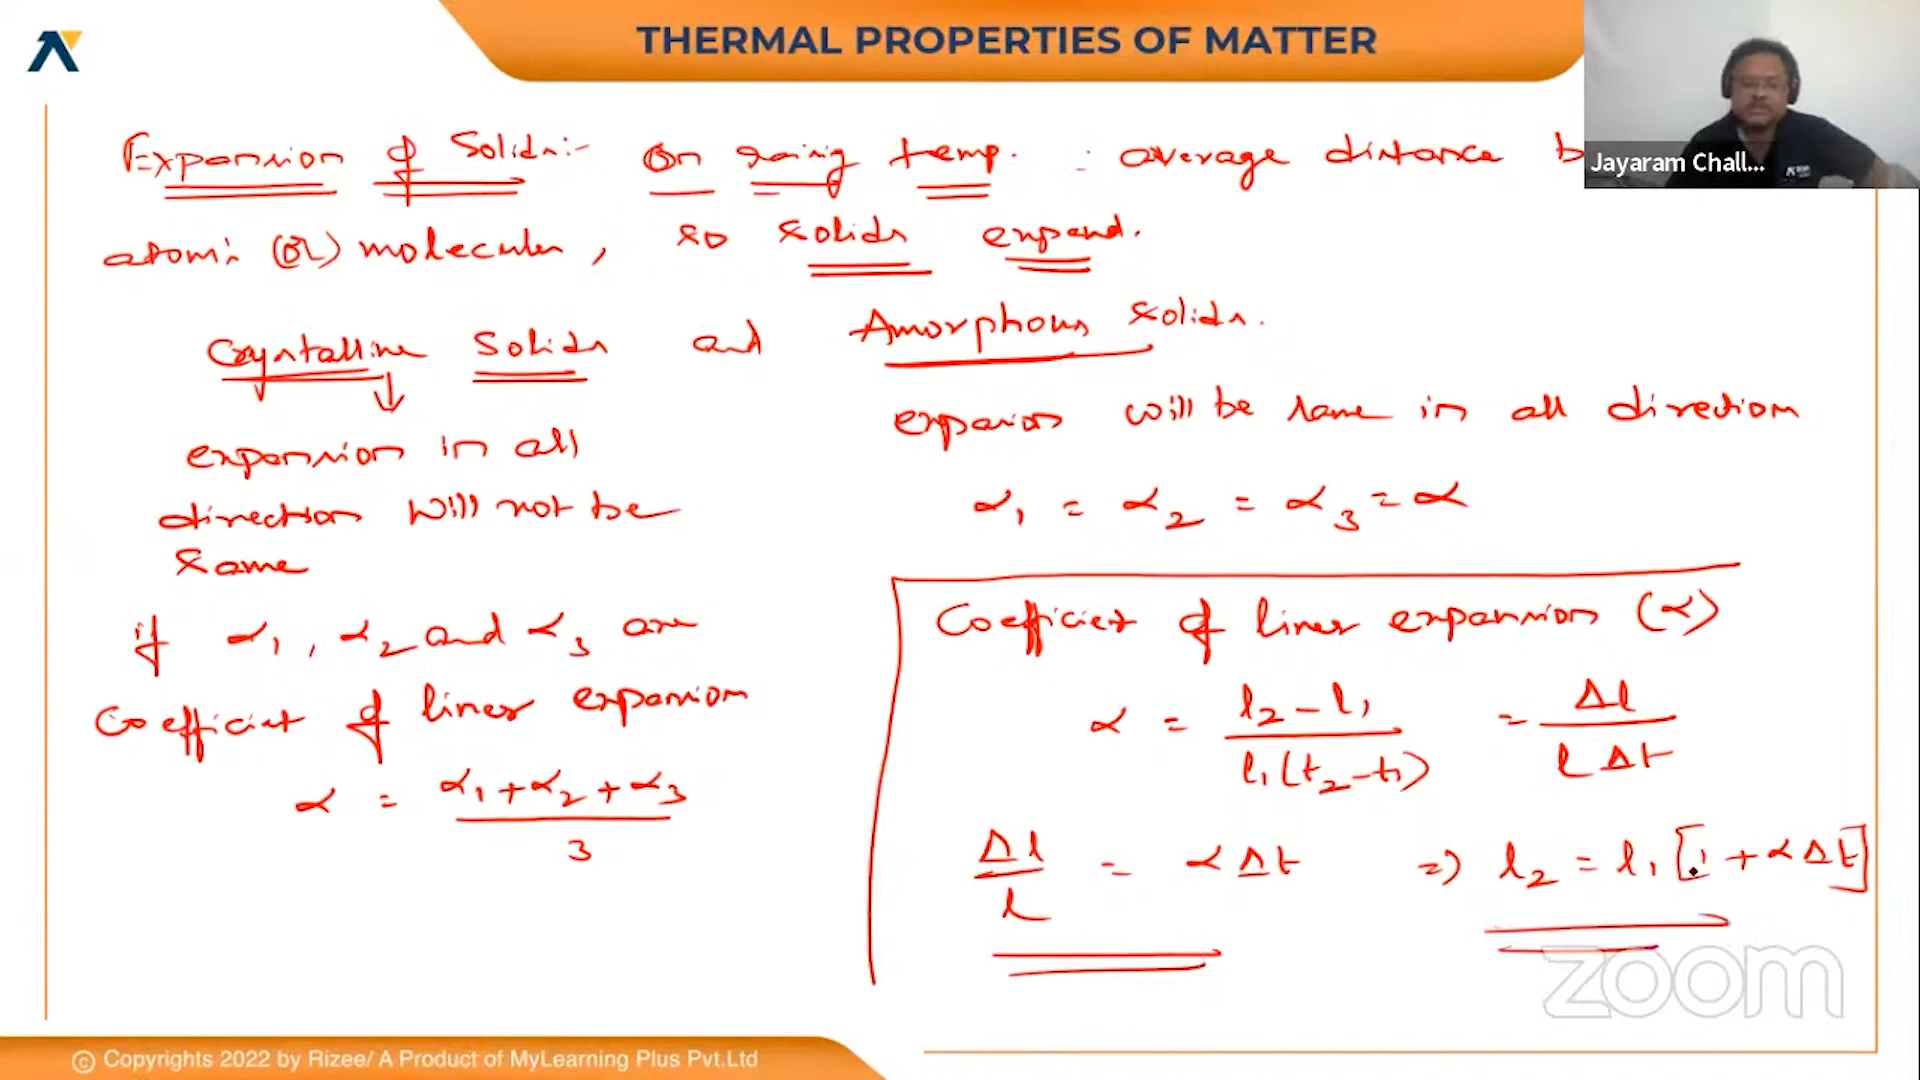 THERMAL PROPERTIES OF MATTER
Jayaram Chall...
Expansion of Solids:- On raising temp. : average distance b
atomic (or) molecules, so solids expand.
Crystalline Solids and Amorphous solids.
expansion in all
direction will not be
same
if α₁, α₂ and α₃ are
coefficient of linear expansion
α = (α₁ + α₂ + α₃) / 3
expansion will be same in all direction
α₁ = α₂ = α₃ = α
Coefficient of linear expansion (α)
α = (l₂ - l₁) / (l₁(t₂ - t₁)) = Δl / (l Δt)
Δl / l = α Δt ⇒ l₂ = l₁ [1 + α Δt]
zoom
© Copyrights 2022 by Rizee/ A Product of MyLearning Plus Pvt.Ltd